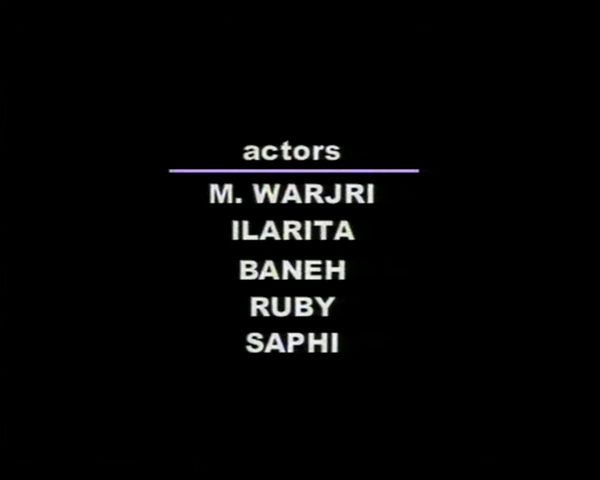 actors
M. WARJRI
ILARITA
BANEH
RUBY
SAPHI